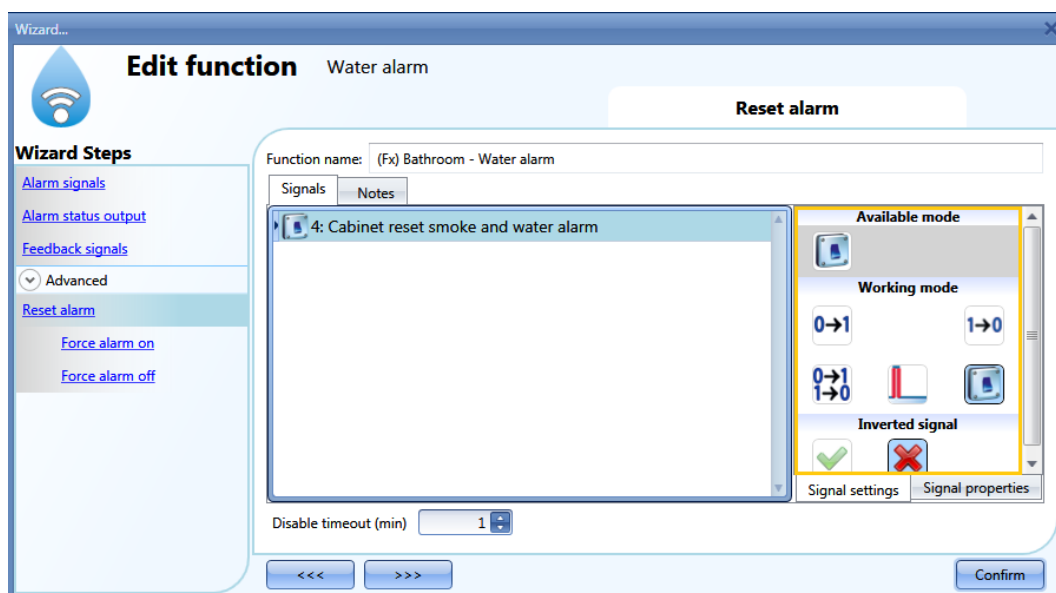 Wizard...
Edit function Water alarm
Reset alarm
Wizard Steps
Alarm signals
Alarm status output
Feedback signals
Advanced
Reset alarm
Force alarm on
Force alarm off
Function name: (Fx) Bathroom - Water alarm
Signals Notes
4: Cabinet reset smoke and water alarm
Available mode
Working mode
0→1 1→0
0→1
1→0
Inverted signal
Signal settings Signal properties
Disable timeout (min) 1
<<< >>> Confirm